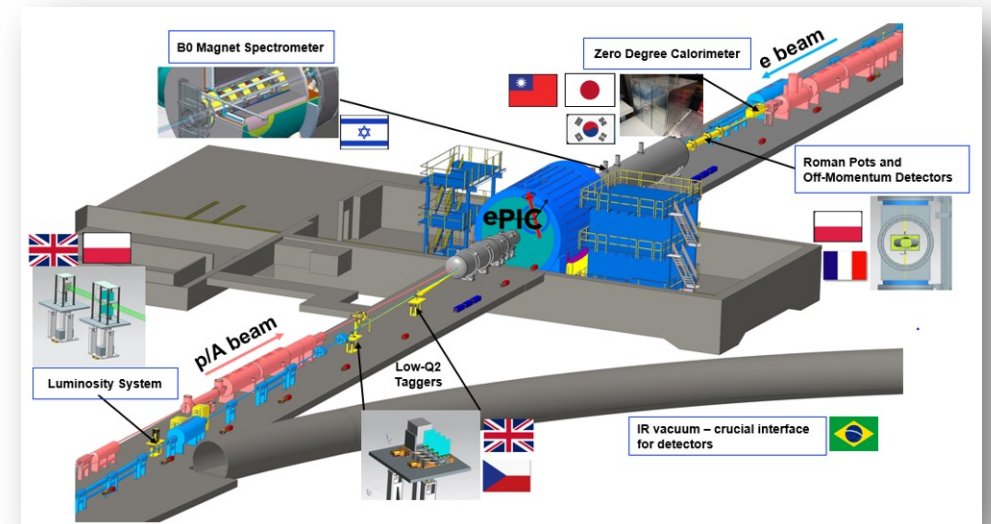 B0 Magnet Spectrometer
Zero Degree Calorimeter
e beam
Roman Pots and
Off-Momentum Detectors
ePIC
p/A beam
Luminosity System
Low-Q2
Taggers
IR vacuum – crucial interface
for detectors